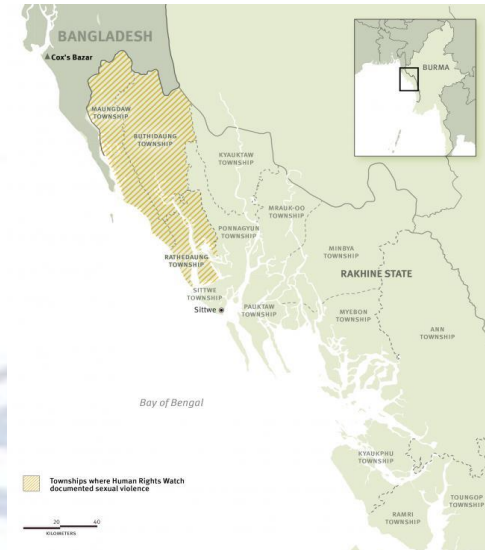 BANGLADESH
Cox's Bazar
BURMA
MAUNGDAW
TOWNSHIP
BUTHIDAUNG
TOWNSHIP
KYAUKTAW
TOWNSHIP
MRAUK-OO
TOWNSHIP
PONNAGYUN
TOWNSHIP
MINBYA
TOWNSHIP
RATHEDAUNG
TOWNSHIP
RAKHINE STATE
SITTWE
TOWNSHIP
Sittwe
PAUKTAW
TOWNSHIP
MYEBON
TOWNSHIP
ANN
TOWNSHIP
Bay of Bengal
KYAUKPHU
TOWNSHIP
Townships where Human Rights Watch
documented sexual violence
TOUNGOP
TOWNSHIP
RAMRI
TOWNSHIP
20 40
KILOMETERS